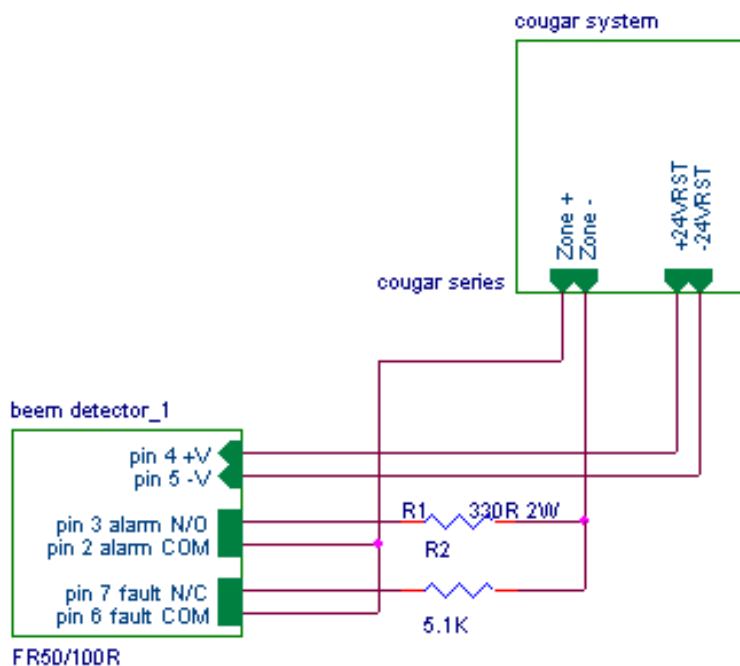 cougar system
Zone +
Zone -
+24VRST
-24VRST
cougar series
beem detector_1
pin 4 +V
pin 5 -V
pin 3 alarm N/O
pin 2 alarm COM
R1 330R 2W
R2
pin 7 fault N/C
pin 6 fault COM
5.1K
FR50/100R